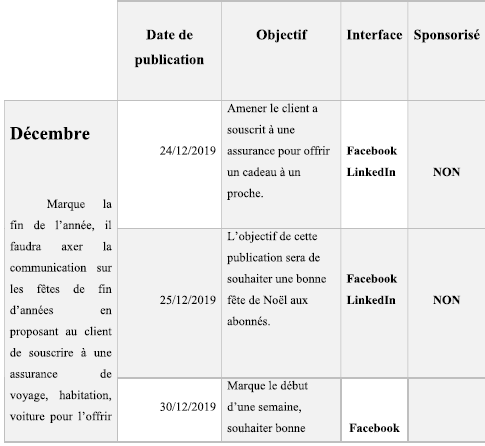 Date de
publication
Objectif
Interface
Sponsorisé
Décembre
Marque la
fin de l'année, il
faudra axer la
communication sur
les fêtes de fin
d'années en
proposant au client
de souscrire à une
assurance de
voyage, habitation,
voiture pour l'offrir
24/12/2019
Amener le client a
souscrit à une
assurance pour offrir
un cadeau à un
proche.
Facebook
LinkedIn
NON
25/12/2019
L'objectif de cette
publication sera de
souhaiter une bonne
fête de Noël aux
abonnés.
Facebook
LinkedIn
NON
30/12/2019
Marque le début
d'une semaine,
souhaiter bonne
Facebook